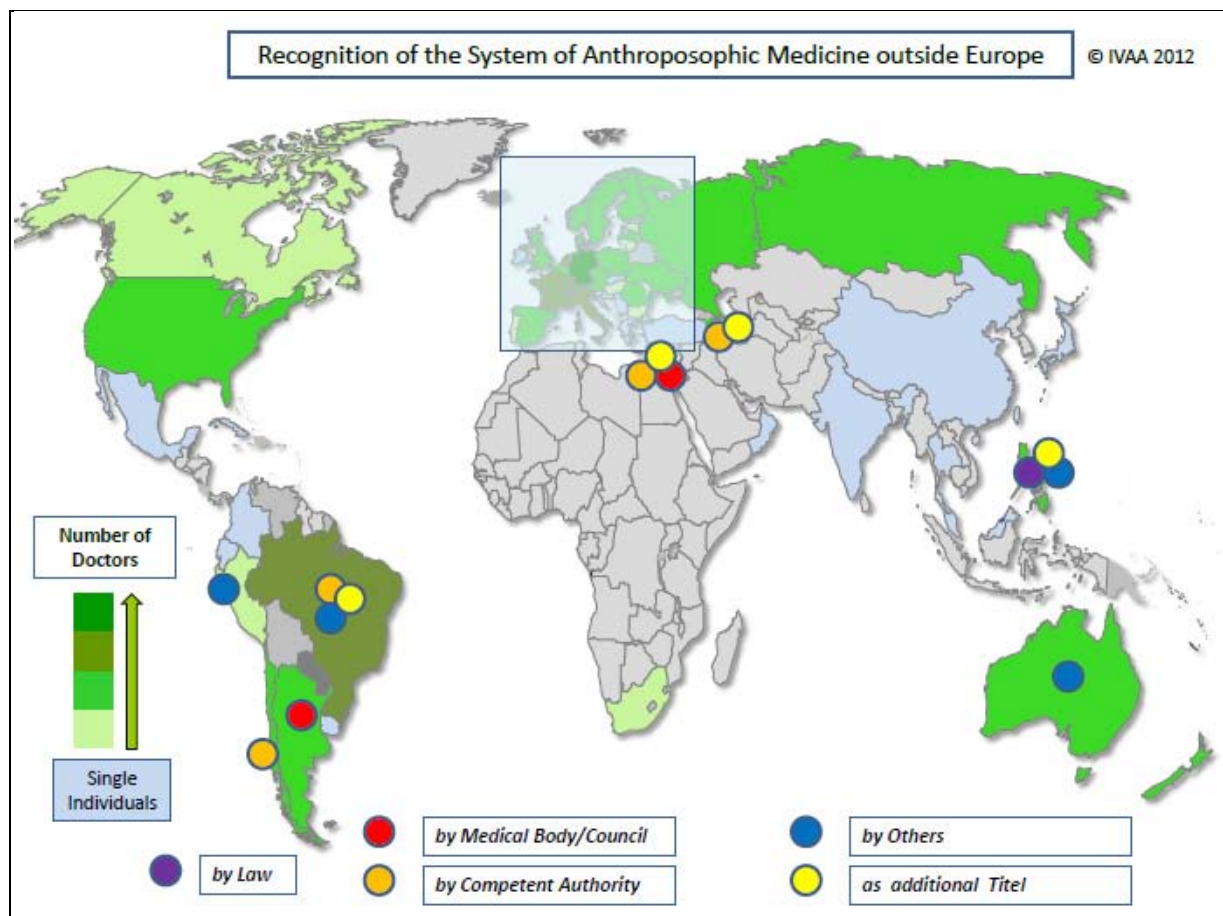 Recognition of the System of Anthroposophic Medicine outside Europe
© IVAA 2012
Number of
Doctors
Single
Individuals
by Medical Body/Council
by Others
by Law
by Competent Authority
as additional Titel